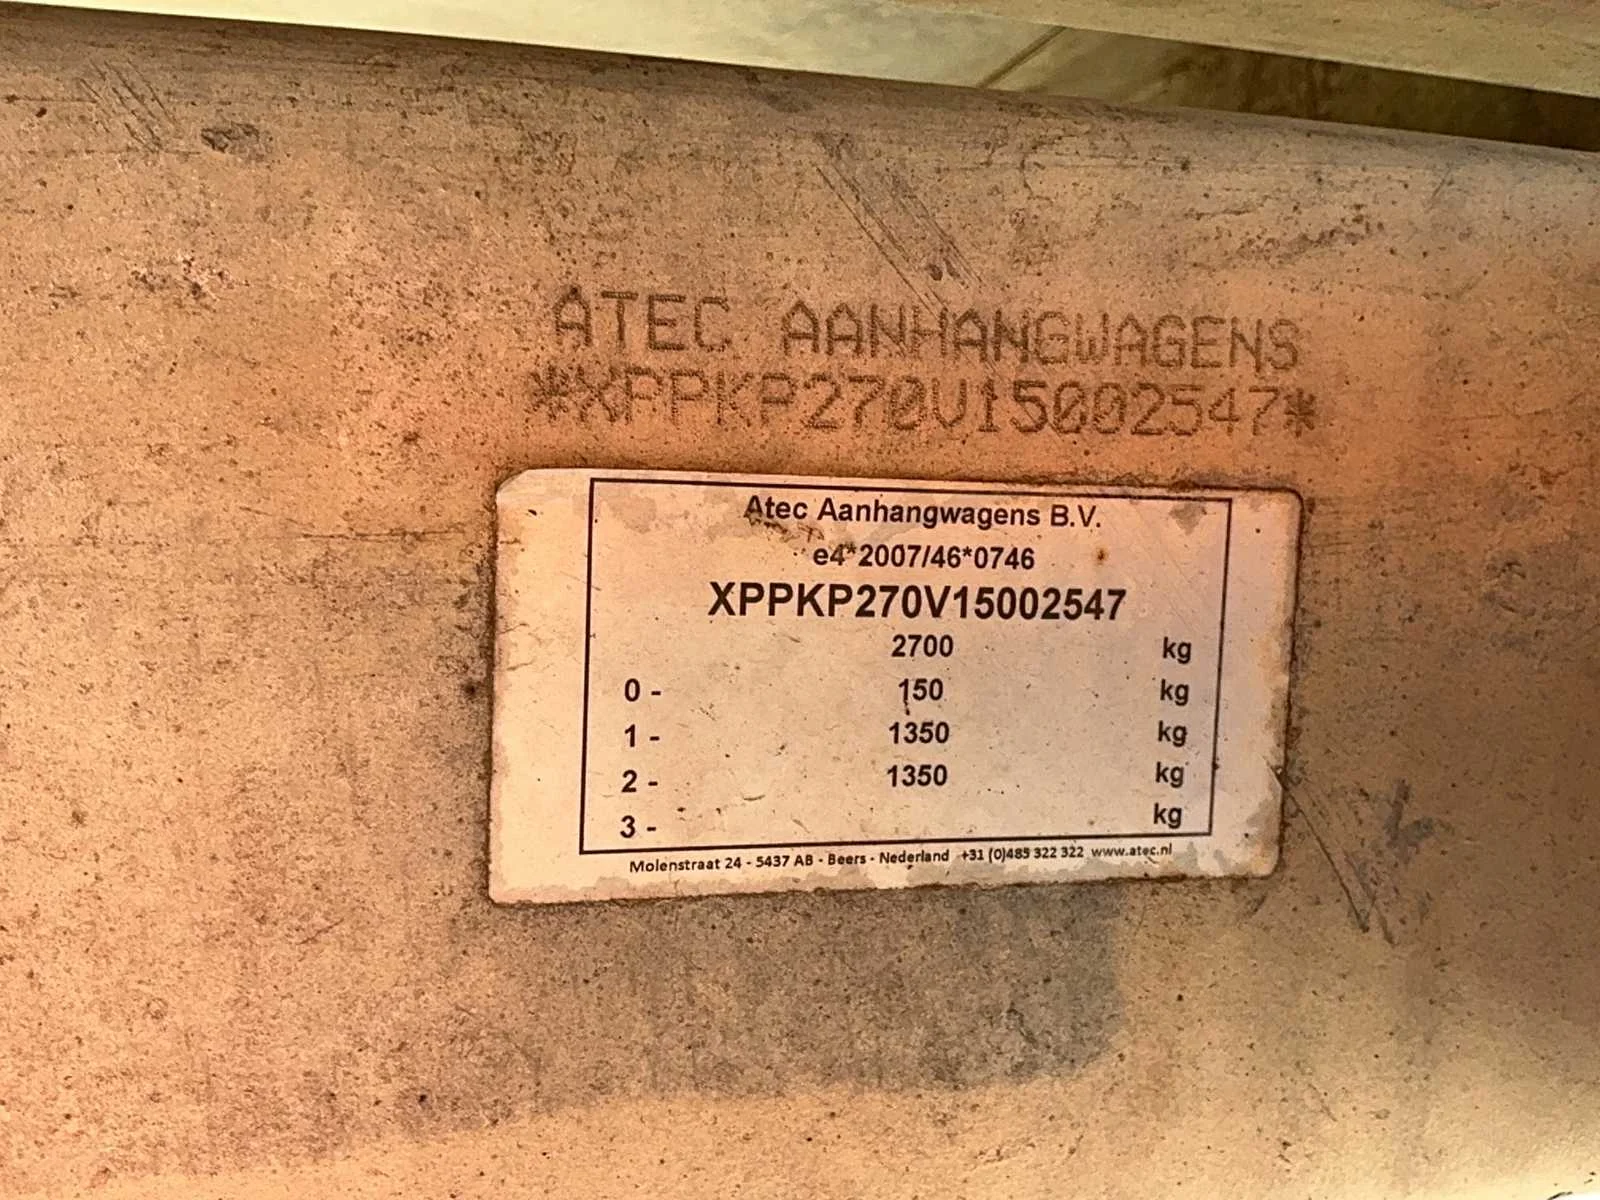 ATEC AANHANGWAGENS
*XPPKP270V15002547*
Atec Aanhangwagens B.V.
e4*2007/46*0746
XPPKP270V15002547
2700 kg
0 - 150 kg
1 - 1350 kg
2 - 1350 kg
3 - kg
Molenstraat 24 - 5437 AB - Beers - Nederland +31 (0)485 322 322 www.atec.nl